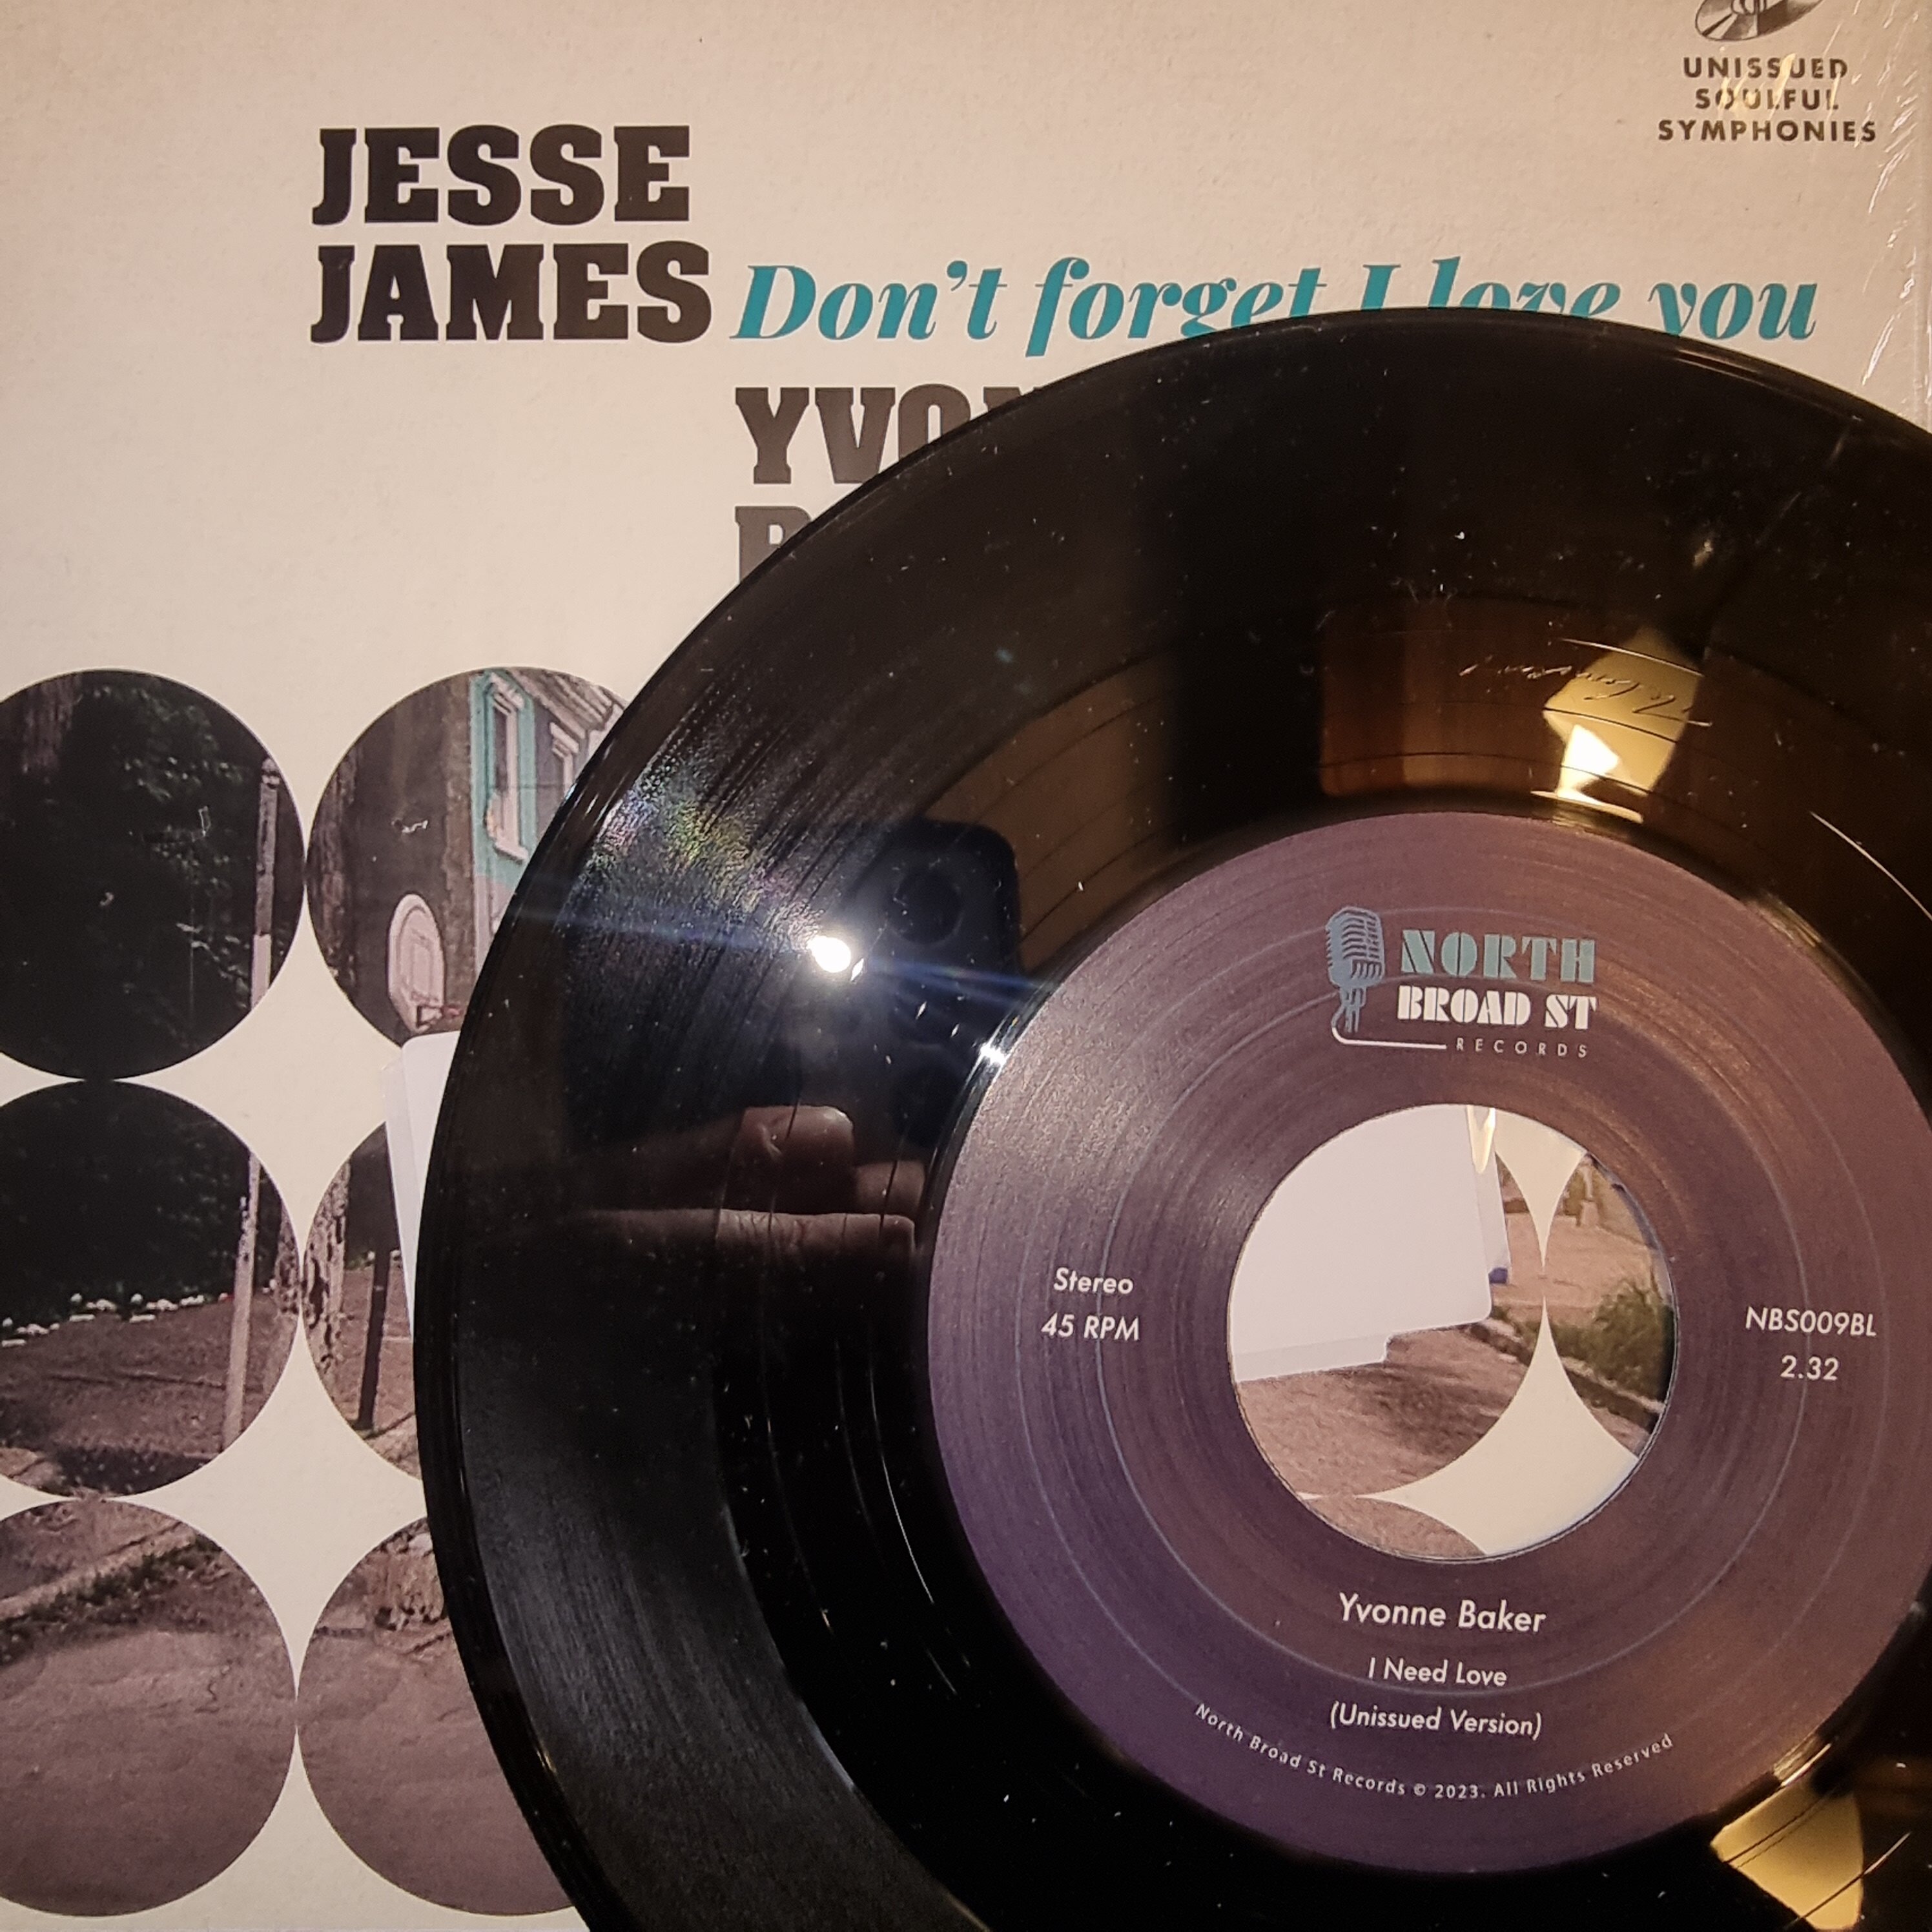 UNISSUED
SOULFUL
SYMPHONIES
JESSE
JAMES Don't forget I love you
NORTH
BROAD ST
RECORDS
Stereo
45 RPM
NBS009BL
2.32
Yvonne Baker
I Need Love
(Unissued Version)
North Broad St Records © 2023. All Rights Reserved